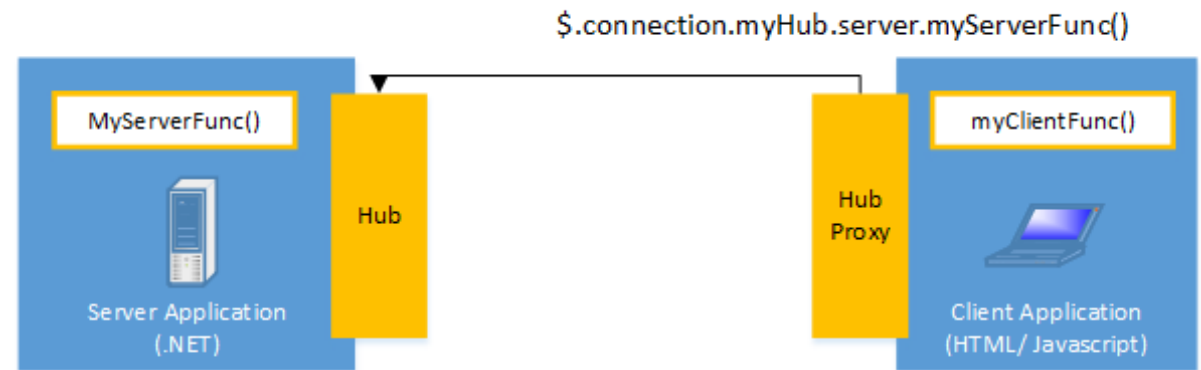 $.connection.myHub.server.myServerFunc()
MyServerFunc()
myClientFunc()
Hub
Hub
Proxy
Server Application
(.NET)
Client Application
(HTML/ Javascript)